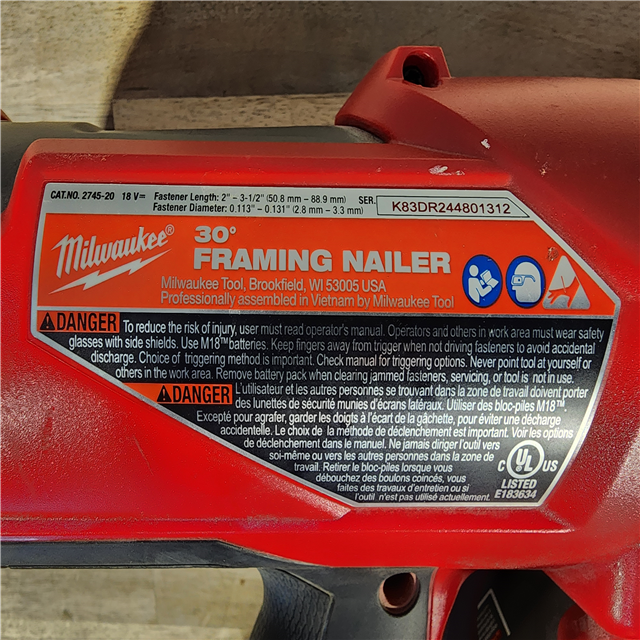 CAT.NO. 2745-20 18 V⎓ Fastener Length: 2" – 3-1/2" (50.8 mm – 88.9 mm) SER. K83DR244801312
Fastener Diameter: 0.113" – 0.131" (2.8 mm – 3.3 mm)
Milwaukee®
30°
FRAMING NAILER
Milwaukee Tool, Brookfield, WI 53005 USA
Professionally assembled in Vietnam by Milwaukee Tool
DANGER To reduce the risk of injury, user must read operator's manual. Operators and others in work area must wear safety
glasses with side shields. Use M18™ batteries. Keep fingers away from trigger when not driving fasteners to avoid accidental
discharge. Choice of triggering method is important. Check manual for triggering options. Never point tool at yourself or
others in the work area. Remove battery pack when clearing jammed fasteners, servicing, or tool is not in use.
DANGER L'utilisateur et les autres personnes se trouvant dans la zone de travail doivent porter
des lunettes de sécurité munies d'écrans latéraux. Utiliser des bloc-piles M18™.
Excepté pour agrafer, garder les doigts à l'écart de la gâchette, pour éviter une décharge
accidentelle. Le choix de la méthode de déclenchement est important. Voir les options
de déclenchement dans le manuel. Ne jamais diriger l'outil vers
soi-même ou vers les autres personnes dans la zone de
travail. Retirer le bloc-piles lorsque vous
débouchez des boulons coincés, vous
faites des travaux d'entretien ou si
l'outil n'est pas utilisé actuellement.
C UL US
LISTED
E183634